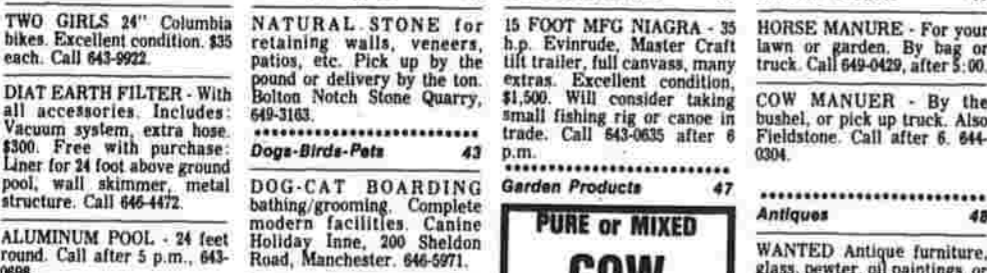 TWO GIRLS 24" Columbia
bikes. Excellent condition. $35
each. Call 643-9922.
DIAT EARTH FILTER - With
all accessories. Includes:
Vacuum system, extra hose.
$300. Free with purchase:
Liner for 24 foot above ground
pool, wall skimmer, metal
structure. Call 646-4472.
ALUMINUM POOL - 24 feet
round. Call after 5 p.m., 643-
0698.
NATURAL STONE for
retaining walls, veneers,
patios, etc. Pick up by the
pound or delivery by the ton.
Bolton Notch Stone Quarry,
649-3163.
Dogs-Birds-Pets 43
DOG-CAT BOARDING
bathing/grooming. Complete
modern facilities. Canine
Holiday Inne, 200 Sheldon
Road, Manchester. 646-5971.
15 FOOT MFG NIAGRA - 35
h.p. Evinrude, Master Craft
tilt trailer, full canvass, many
extras. Excellent condition,
$1,500. Will consider taking
small fishing rig or canoe in
trade. Call 643-0635 after 6
p.m.
Garden Products 47
PURE or MIXED
COW
HORSE MANURE - For your
lawn or garden. By bag or
truck. Call 649-0429, after 5:00.
COW MANUER - By the
bushel, or pick up truck. Also
Fieldstone. Call after 6. 644-
0304.
Antiques 48
WANTED Antique furniture,
glass, pewter, oil paintings, or